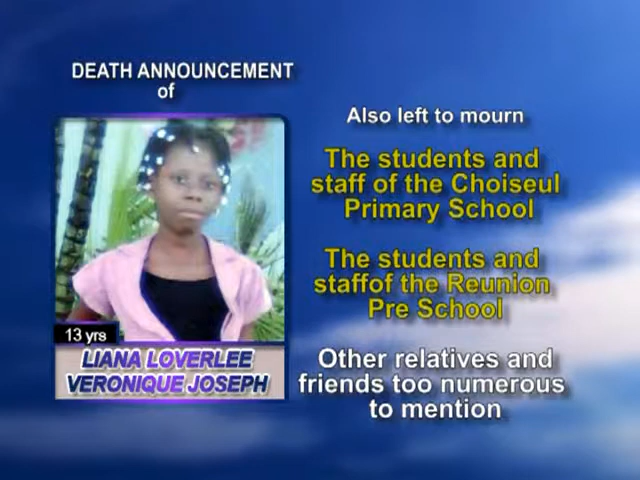 DEATH ANNOUNCEMENT
of
13 yrs
LIANA LOVERLEE
VERONIQUE JOSEPH
Also left to mourn
The students and
staff of the Choiseul
Primary School
The students and
staffof the Reunion
Pre School
Other relatives and
friends too numerous
to mention